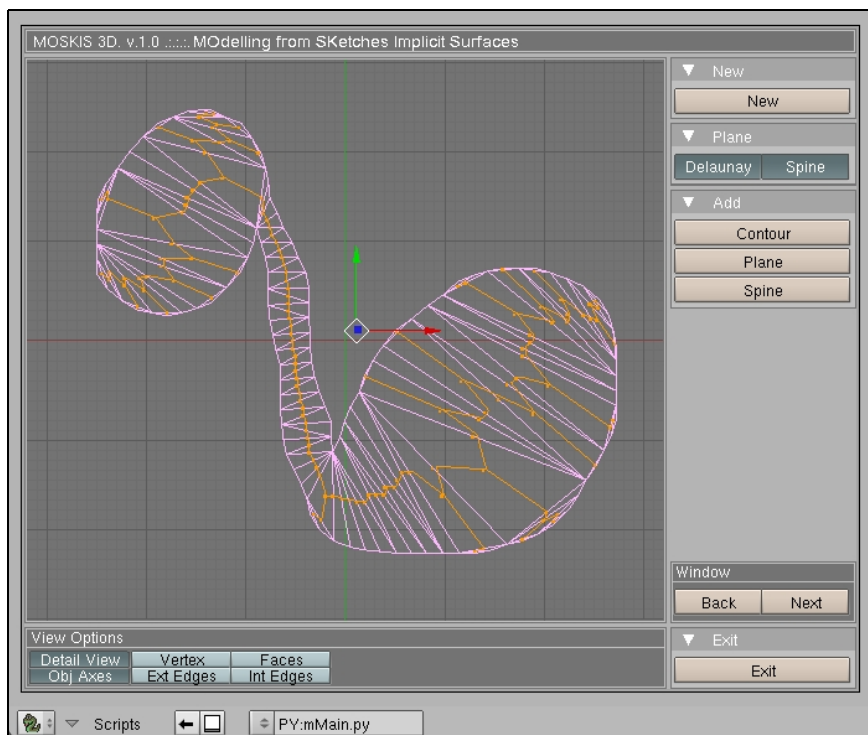 MOSKIS 3D. v.1.0 .::::. MOdelling from SKetches Implicit Surfaces
New
New
Plane
Delaunay Spine
Add
Contour
Plane
Spine
Window
Back Next
View Options
Detail View Vertex Faces
Obj Axes Ext Edges Int Edges
Exit
Exit
Scripts PY:mMain.py